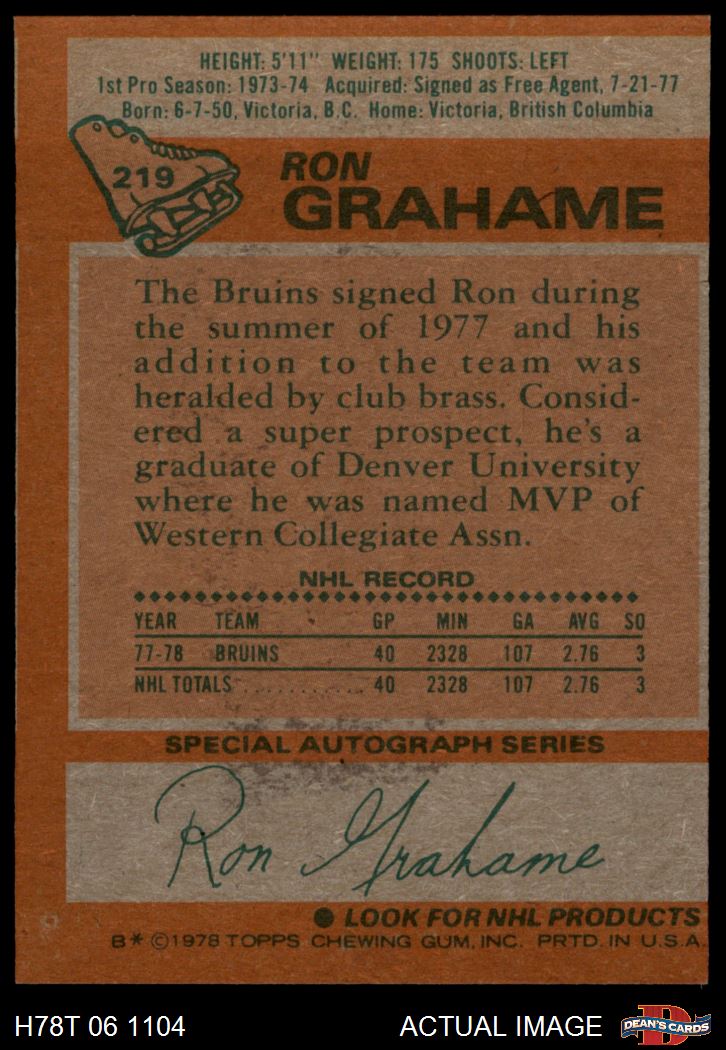 HEIGHT: 5'11" WEIGHT: 175 SHOOTS: LEFT
1st Pro Season: 1973-74 Acquired: Signed as Free Agent, 7-21-77
Born: 6-7-50, Victoria, B.C. Home: Victoria, British Columbia
219
RON
GRAHAME
The Bruins signed Ron during
the summer of 1977 and his
addition to the team was
heralded by club brass. Consid-
ered a super prospect, he's a
graduate of Denver University
where he was named MVP of
Western Collegiate Assn.
NHL RECORD
YEAR TEAM GP MIN GA AVG SO
77-78 BRUINS 40 2328 107 2.76 3
NHL TOTALS............ 40 2328 107 2.76 3
SPECIAL AUTOGRAPH SERIES
Ron Grahame
● LOOK FOR NHL PRODUCTS
B* ©1978 TOPPS CHEWING GUM, INC. PRTD. IN U.S.A.
H78T 06 1104 ACTUAL IMAGE D DEAN'S CARDS